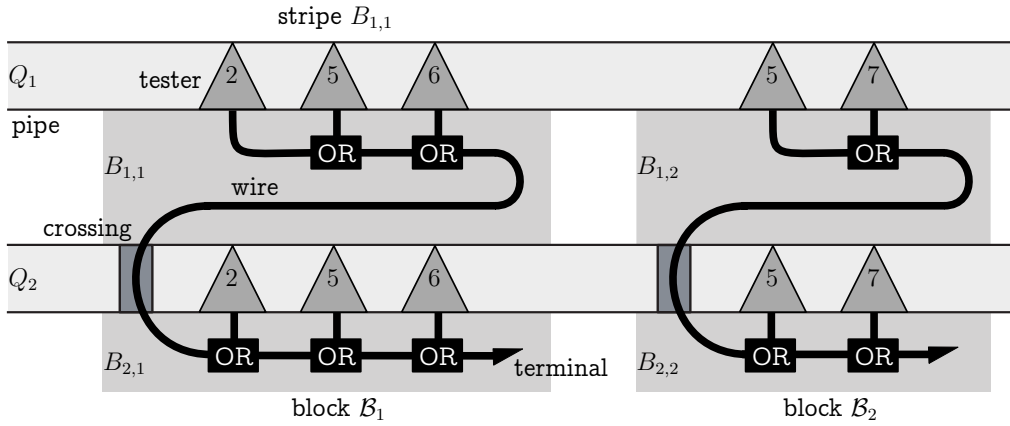 stripe B₁,₁
Q₁ tester 2 5 6 5 7
pipe
OR OR OR
B₁,₁ B₁,₂
wire
crossing
Q₂ 2 5 6 5 7
B₂,₁ OR OR OR B₂,₂ OR OR
terminal
block ℬ₁ block ℬ₂